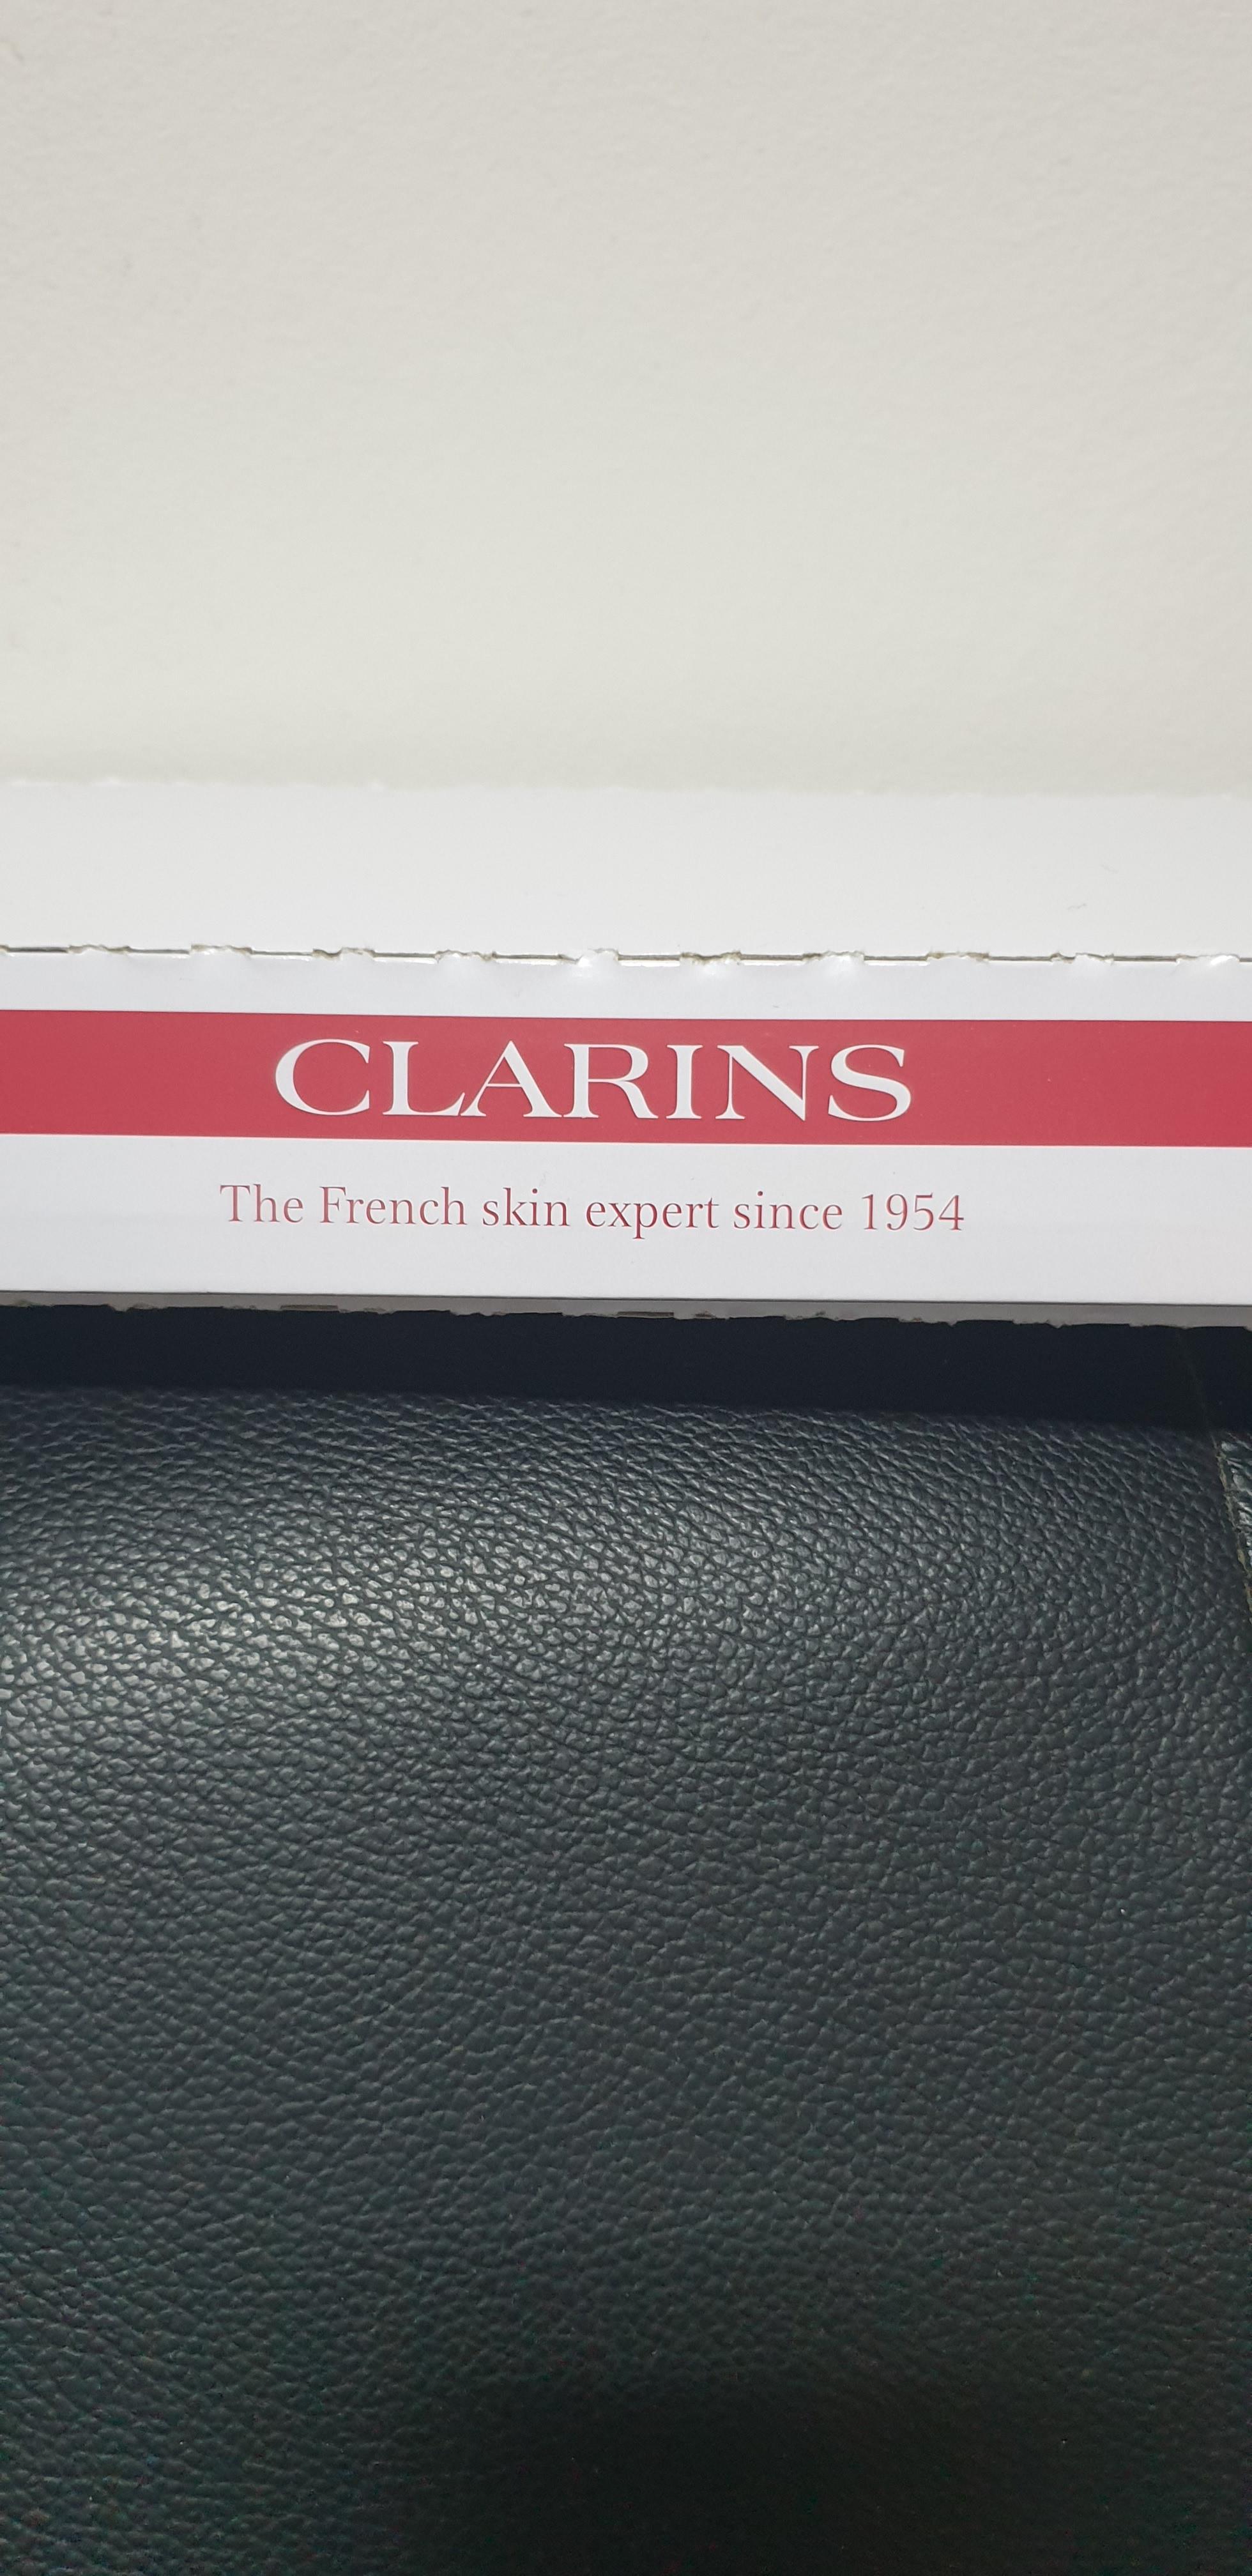 CLARINS
The French skin expert since 1954